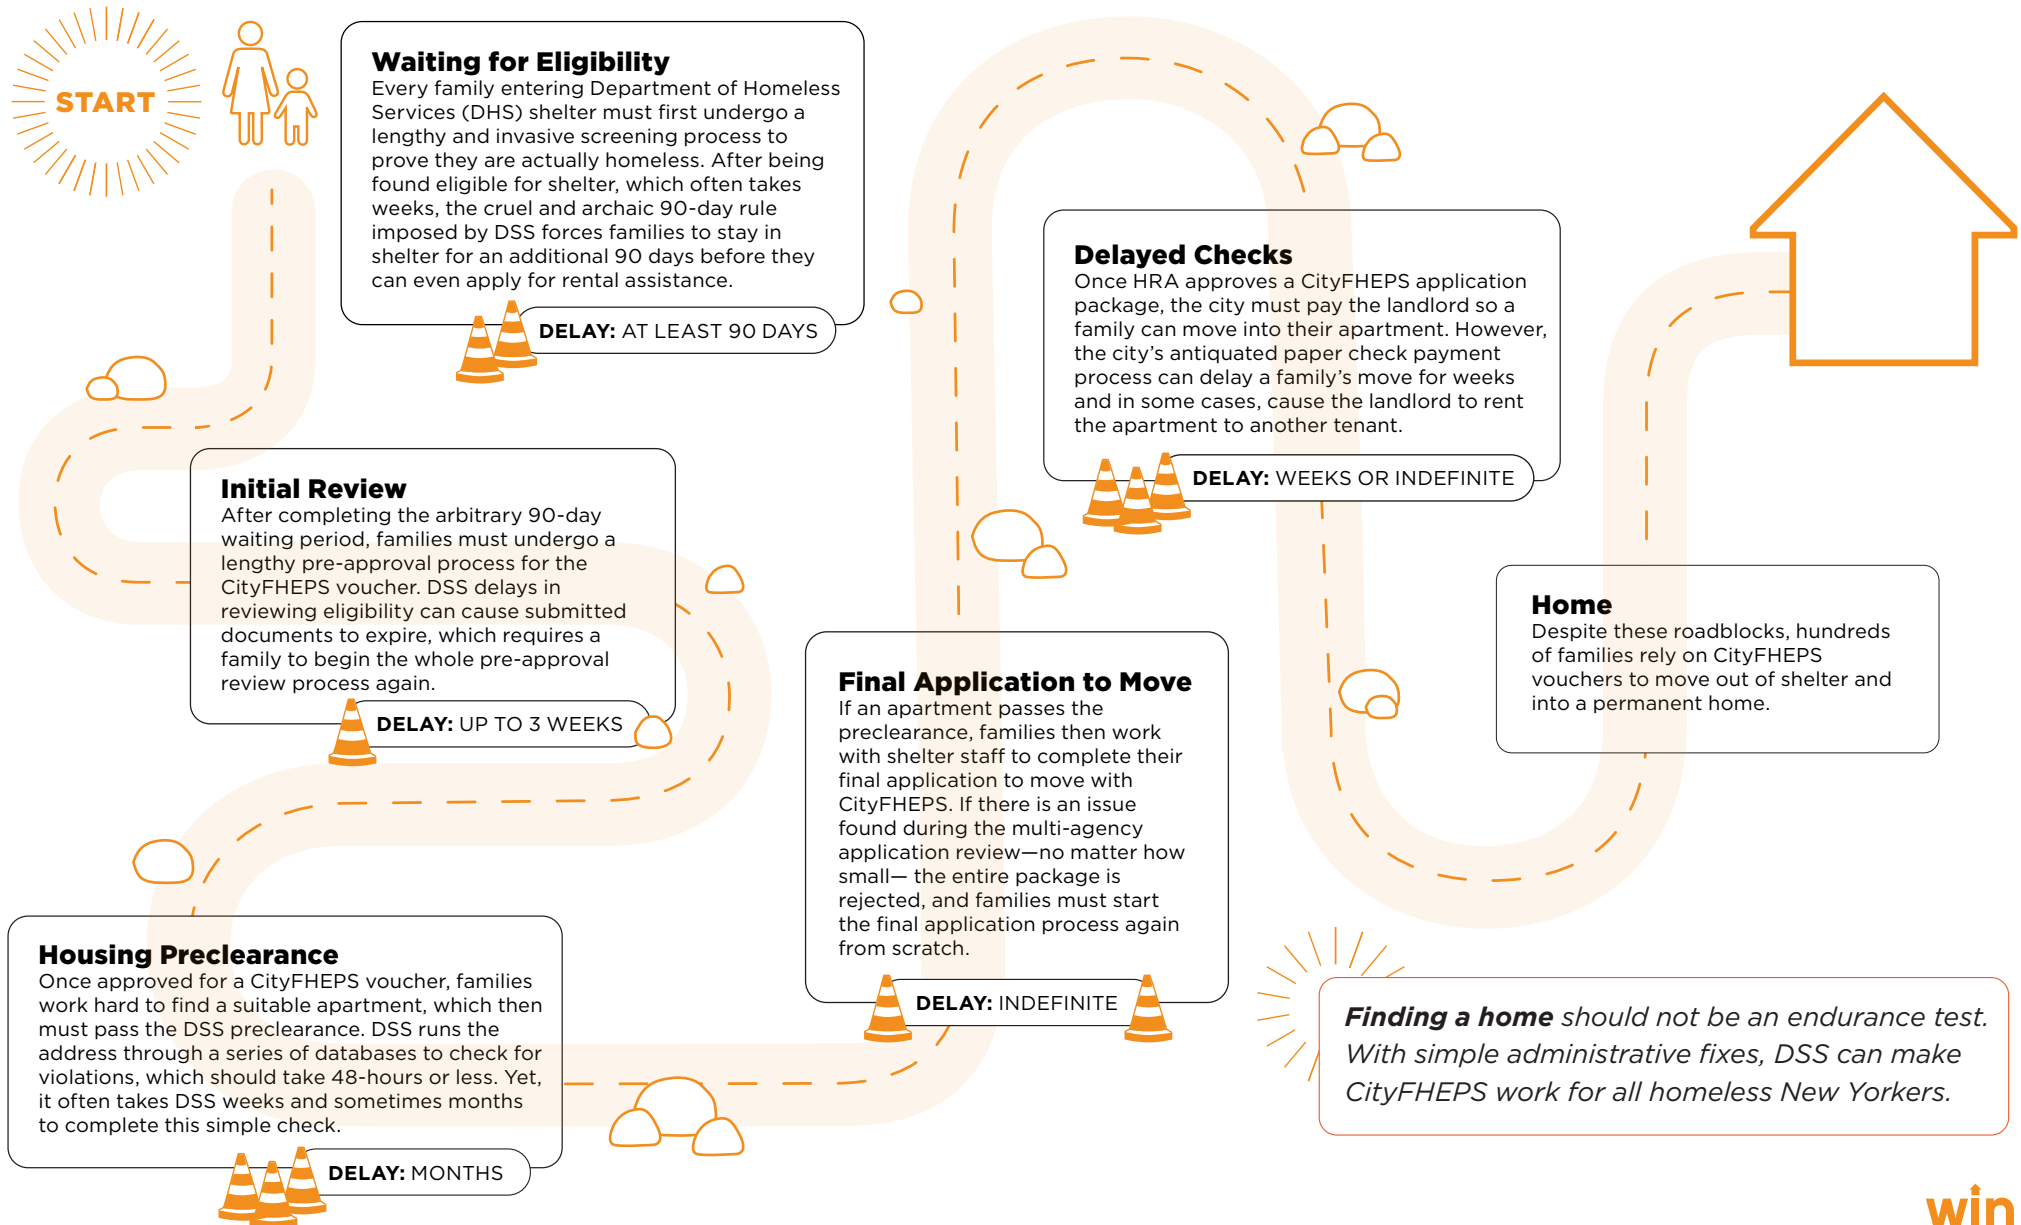 START
Waiting for Eligibility
Every family entering Department of Homeless
Services (DHS) shelter must first undergo a
lengthy and invasive screening process to
prove they are actually homeless. After being
found eligible for shelter, which often takes
weeks, the cruel and archaic 90-day rule
imposed by DSS forces families to stay in
shelter for an additional 90 days before they
can even apply for rental assistance.
DELAY: AT LEAST 90 DAYS
Initial Review
After completing the arbitrary 90-day
waiting period, families must undergo a
lengthy pre-approval process for the
CityFHEPS voucher. DSS delays in
reviewing eligibility can cause submitted
documents to expire, which requires a
family to begin the whole pre-approval
review process again.
DELAY: UP TO 3 WEEKS
Housing Preclearance
Once approved for a CityFHEPS voucher, families
work hard to find a suitable apartment, which then
must pass the DSS preclearance. DSS runs the
address through a series of databases to check for
violations, which should take 48-hours or less. Yet,
it often takes DSS weeks and sometimes months
to complete this simple check.
DELAY: MONTHS
Final Application to Move
If an apartment passes the
preclearance, families then work
with shelter staff to complete their
final application to move with
CityFHEPS. If there is an issue
found during the multi-agency
application review—no matter how
small— the entire package is
rejected, and families must start
the final application process again
from scratch.
DELAY: INDEFINITE
Delayed Checks
Once HRA approves a CityFHEPS application
package, the city must pay the landlord so a
family can move into their apartment. However,
the city's antiquated paper check payment
process can delay a family's move for weeks
and in some cases, cause the landlord to rent
the apartment to another tenant.
DELAY: WEEKS OR INDEFINITE
Home
Despite these roadblocks, hundreds
of families rely on CityFHEPS
vouchers to move out of shelter and
into a permanent home.
Finding a home should not be an endurance test.
With simple administrative fixes, DSS can make
CityFHEPS work for all homeless New Yorkers.
win